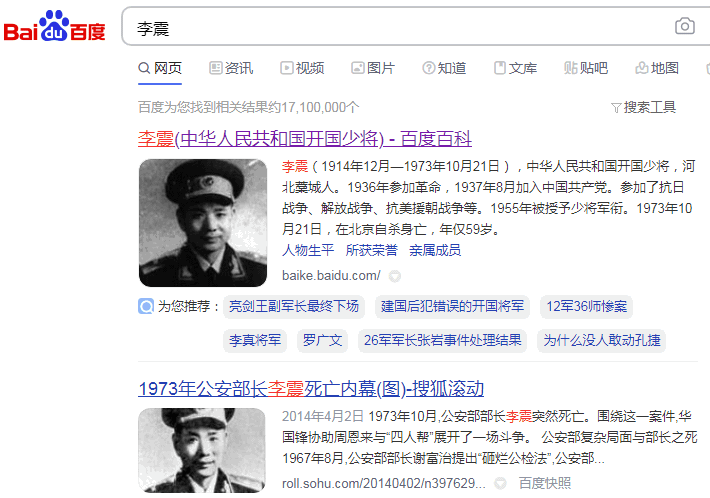 Bai du 百度
李震
网页 资讯 视频 图片 知道 文库 贴吧 地图
百度为您找到相关结果约17,100,000个
搜索工具
李震(中华人民共和国开国少将) - 百度百科
李震（1914年12月—1973年10月21日），中华人民共和国开国少将，河
北藁城人。1936年参加革命，1937年8月加入中国共产党。参加了抗日
战争、解放战争、抗美援朝战争等。1955年被授予少将军衔。1973年10
月21日，在北京自杀身亡，年仅59岁。
人物生平 所获荣誉 亲属成员
baike.baidu.com/
为您推荐：
亮剑王副军长最终下场 建国后犯错误的开国将军 12军36师惨案
李真将军 罗广文 26军军长张岩事件处理结果 为什么没人敢动孔捷
1973年公安部长李震死亡内幕(图)-搜狐滚动
2014年4月2日 1973年10月,公安部部长李震突然死亡。围绕这一案件,华
国锋协助周恩来与“四人帮”展开了一场斗争。 公安部复杂局面与部长之死
1967年8月,公安部部长谢富治提出“砸烂公检法”,公安部...
roll.sohu.com/20140402/n397629... 百度快照